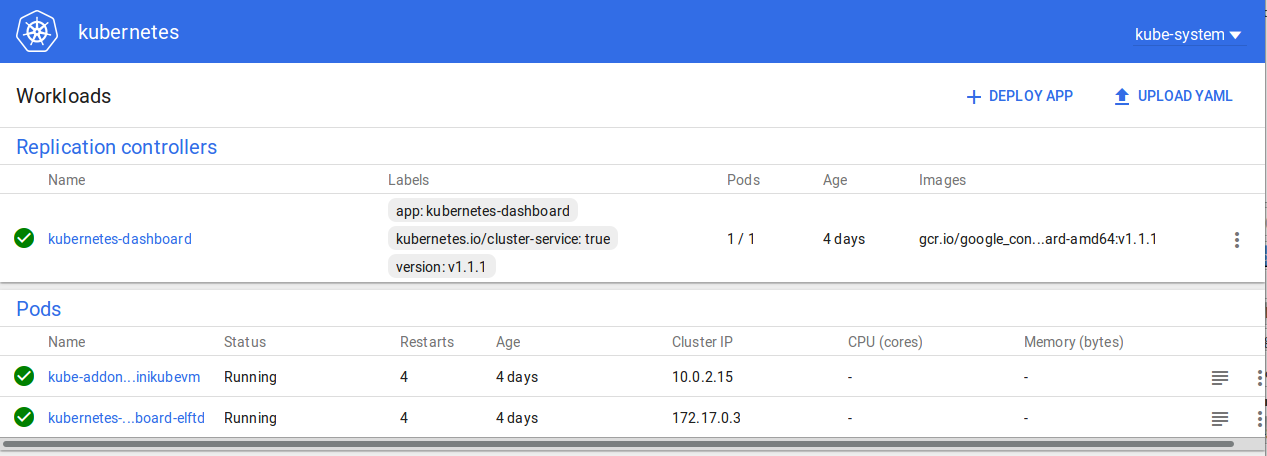 kubernetes
kube-system
Workloads
DEPLOY APP
UPLOAD YAML
Replication controllers
Name Labels Pods Age Images
app: kubernetes-dashboard
kubernetes-dashboard kubernetes.io/cluster-service: true 1 / 1 4 days gcr.io/google_con...ard-amd64:v1.1.1
version: v1.1.1
Pods
Name Status Restarts Age Cluster IP CPU (cores) Memory (bytes)
kube-addon...inikubevm Running 4 4 days 10.0.2.15 - -
kubernetes-...board-elftd Running 4 4 days 172.17.0.3 - -